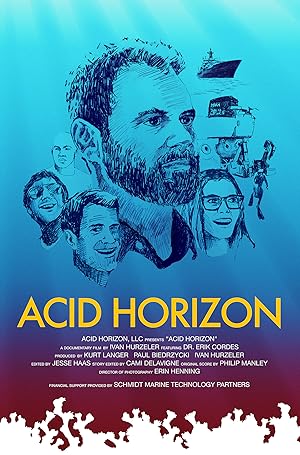 ACID HORIZON
ACID HORIZON, LLC PRESENTS "ACID HORIZON"
A DOCUMENTARY FILM BY IVAN HURZELER FEATURING DR. ERIK CORDES
PRODUCED BY KURT LANGER PAUL BIEDRZYCKI IVAN HURZELER
EDITED BY JESSE HAAS STORY EDITED BY CAMI DELAVIGNE ORIGINAL SCORE BY PHILIP MANLEY
DIRECTOR OF PHOTOGRAPHY ERIN HENNING
FINANCIAL SUPPORT PROVIDED BY SCHMIDT MARINE TECHNOLOGY PARTNERS